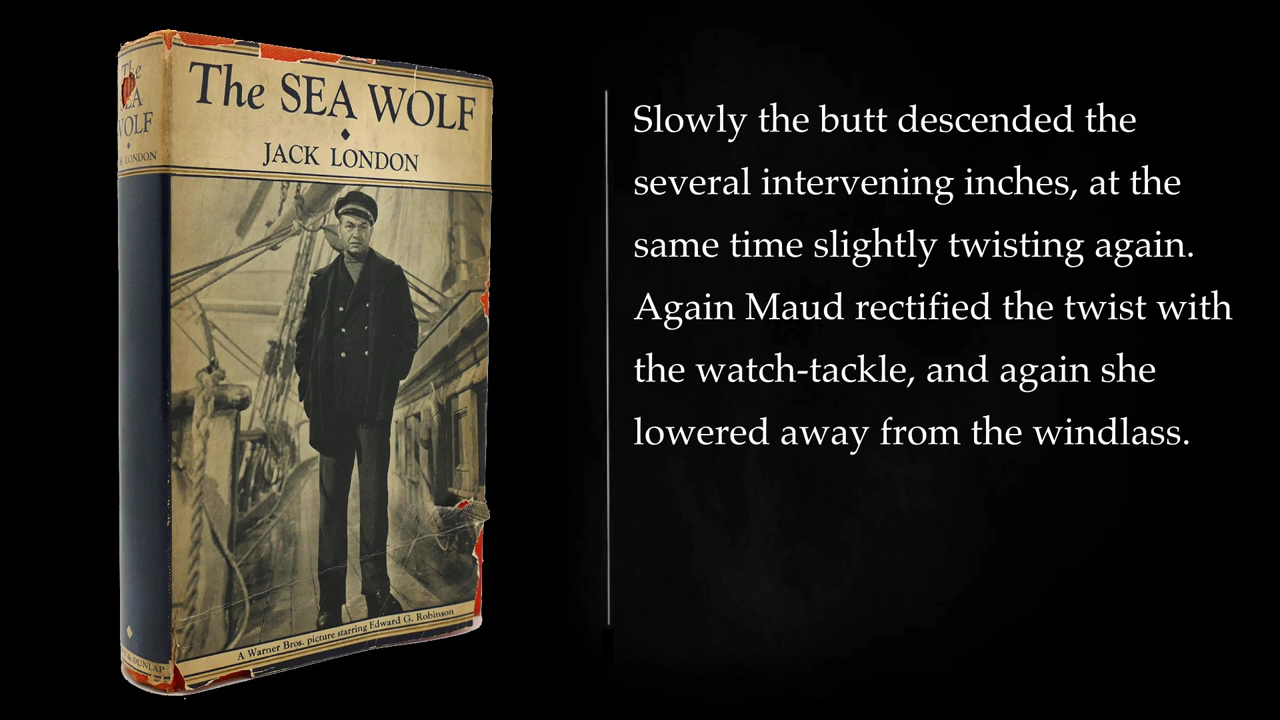 The
SEA
WOLF
LONDON
DUNLAP
The SEA WOLF
JACK LONDON
A Warner Bros. picture starring Edward G. Robinson
Slowly the butt descended the
several intervening inches, at the
same time slightly twisting again.
Again Maud rectified the twist with
the watch-tackle, and again she
lowered away from the windlass.